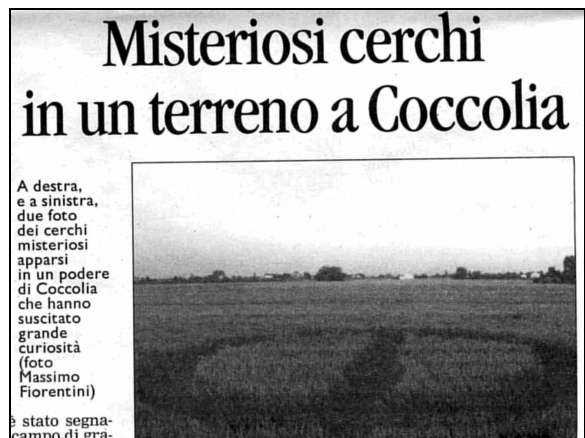 Misteriosi cerchi
in un terreno a Coccolia
A destra,
e a sinistra,
due foto
dei cerchi
misteriosi
apparsi
in un podere
di Coccolia
che hanno
suscitato
grande
curiosità
(foto
Massimo
Fiorentini)
è stato segna-
campo di gra-